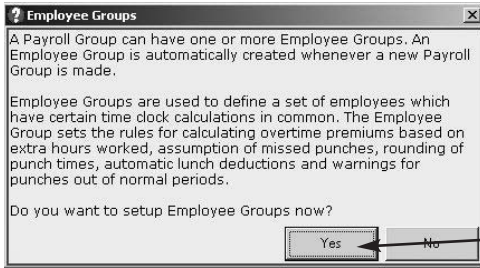 Employee Groups
A Payroll Group can have one or more Employee Groups. An
Employee Group is automatically created whenever a new Payroll
Group is made.
Employee Groups are used to define a set of employees which
have certain time clock calculations in common. The Employee
Group sets the rules for calculating overtime premiums based on
extra hours worked, assumption of missed punches, rounding of
punch times, automatic lunch deductions and warnings for
punches out of normal periods.
Do you want to setup Employee Groups now?
Yes No